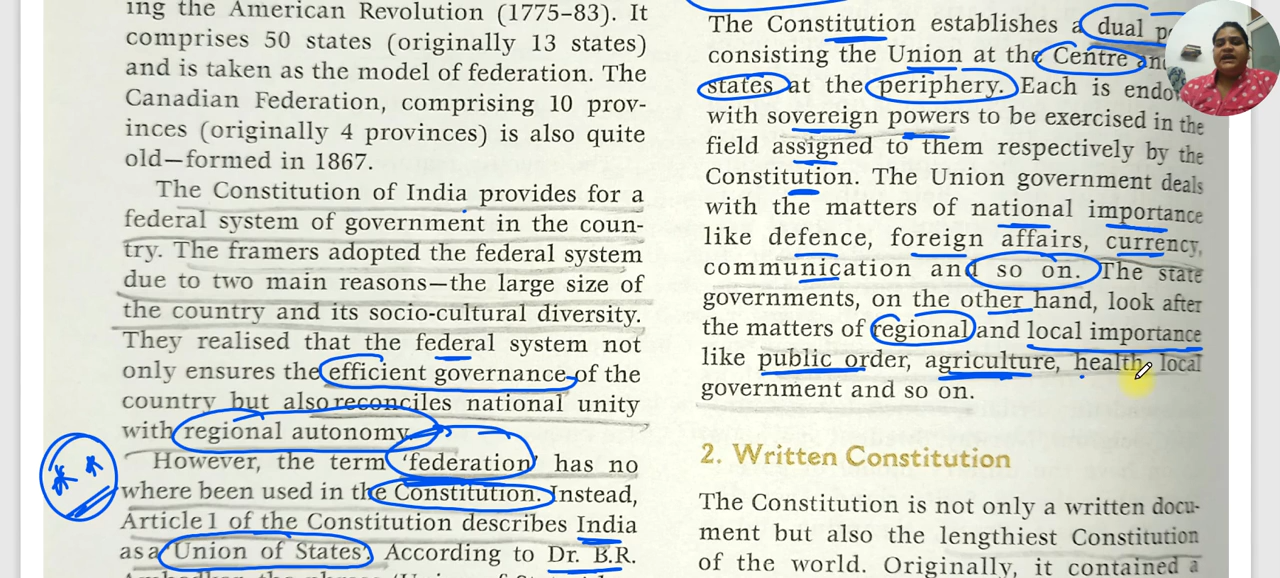 ing the American Revolution (1775–83). It
comprises 50 states (originally 13 states)
and is taken as the model of federation. The
Canadian Federation, comprising 10 prov-
inces (originally 4 provinces) is also quite
old—formed in 1867.
The Constitution of India provides for a
federal system of government in the coun-
try. The framers adopted the federal system
due to two main reasons—the large size of
the country and its socio-cultural diversity.
They realised that the federal system not
only ensures the efficient governance of the
country but also reconciles national unity
with regional autonomy.
However, the term ‘federation’ has no
where been used in the Constitution. Instead,
Article 1 of the Constitution describes India
as a ‘Union of States’. According to Dr. B.R.
The Constitution establishes a dual
consisting the Union at the Centre
states at the periphery. Each is
with sovereign powers to be exercised in the
field assigned to them respectively by the
Constitution. The Union government deals
with the matters of national importance
like defence, foreign affairs, currency,
communication and so on. The state
governments, on the other hand, look after
the matters of regional and local importance
like public order, agriculture, health, local
government and so on.
2. Written Constitution
The Constitution is not only a written docu-
ment but also the lengthiest Constitution
of the world. Originally, it contained a